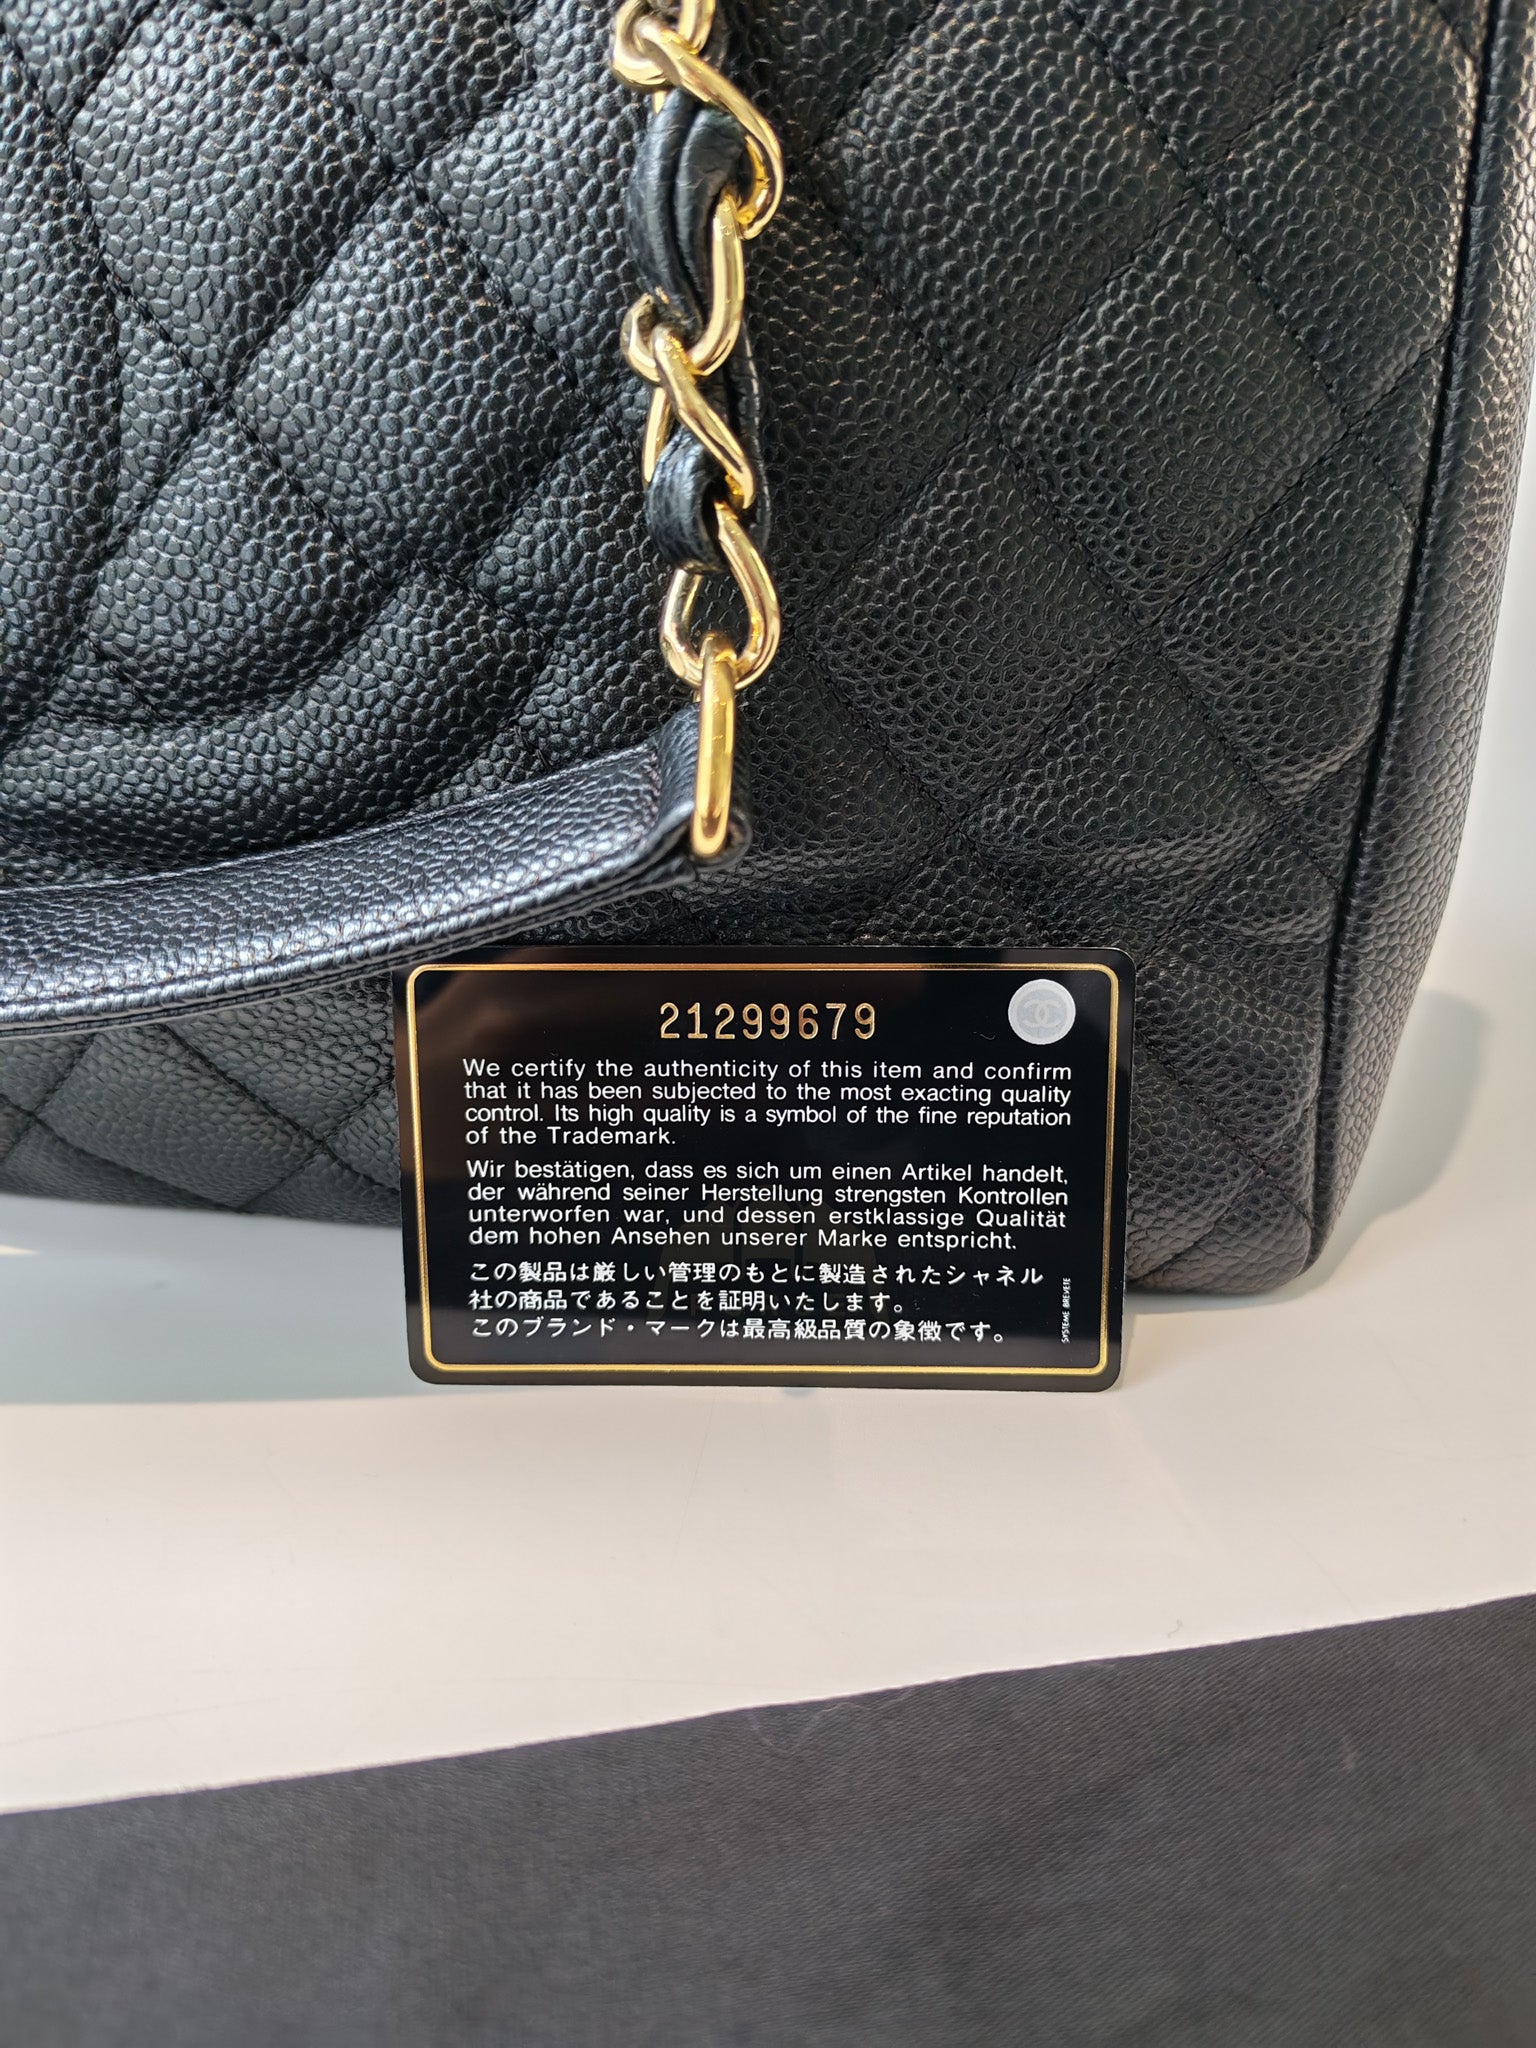 21299679
We certify the authenticity of this item and confirm
that it has been subjected to the most exacting quality
control. Its high quality is a symbol of the fine reputation
of the Trademark.
Wir bestätigen, dass es sich um einen Artikel handelt,
der während seiner Herstellung strengsten Kontrollen
unterworfen war, und dessen erstklassige Qualität
dem hohen Ansehen unserer Marke entspricht.
この製品は厳しい管理のもとに製造されたシャネル
社の商品であることを証明いたします。
このブランド・マークは最高級品質の象徴です。
SYSTEME BREVETE